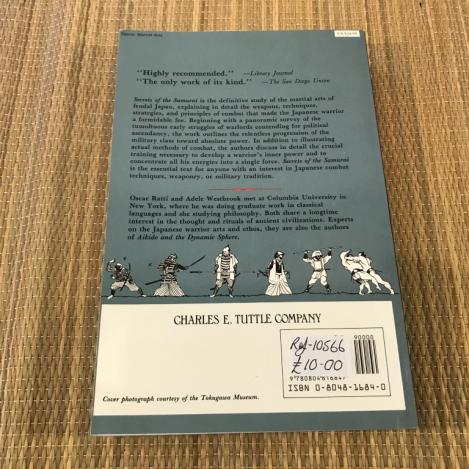 "Highly recommended." —Library Journal
"The only work of its kind." —The San Diego Union
Secrets of the Samurai is the definitive study of the martial arts of
feudal Japan, explaining in detail the weapons, techniques,
strategies, and principles of combat that made the Japanese warrior
a formidable foe. Beginning with a panoramic survey of the
tumultuous early struggles of warlords contending for political
ascendancy, the work outlines the relentless progression of the
military class toward absolute power. In addition to illustrating
actual methods of combat, the authors discuss in detail the crucial
training necessary to develop a warrior's inner power and to
concentrate all his energies into a single force. Secrets of the Samurai
is the essential text for anyone with an interest in Japanese combat
techniques, weaponry, or military tradition.
Oscar Ratti and Adele Westbrook met at Columbia University in
New York, where he was doing graduate work in classical
languages and she studying philosophy. Both share a longtime
interest in the thought and rituals of ancient civilizations. Experts
on the Japanese warrior arts and ethos, they are also the authors
of Aikido and the Dynamic Sphere.
CHARLES E. TUTTLE COMPANY
90000
Ref-10566
£10-00
9 780804 816847
ISBN 0-8048-1684-0
Cover photograph courtesy of the Tokugawa Museum.